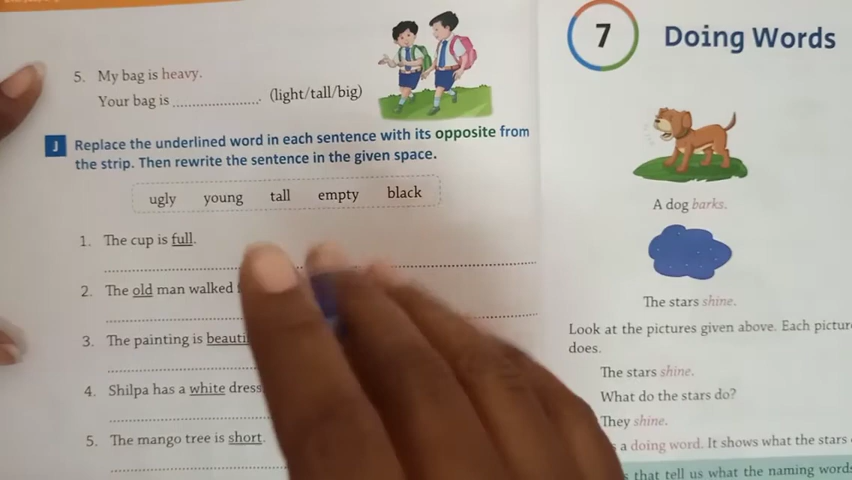 5. My bag is heavy.
Your bag is ....................... (light/tall/big)
J Replace the underlined word in each sentence with its opposite from
the strip. Then rewrite the sentence in the given space.
ugly young tall empty black
1. The cup is full.
2. The old man walked
3. The painting is
4. Shilpa has a white dress
5. The mango tree is short.
7 Doing Words
A dog barks.
The stars shine.
Look at the pictures given above. Each
does.
The stars shine.
What do the stars do?
They shine.
a doing word. It shows what the stars
that tell us what the naming words